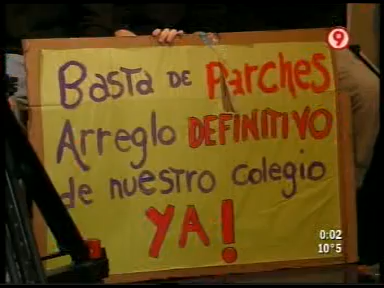 9
Basta de Parches
Arreglo DEFINITIVO
de nuestro colegio
YA!
0:02
10°5